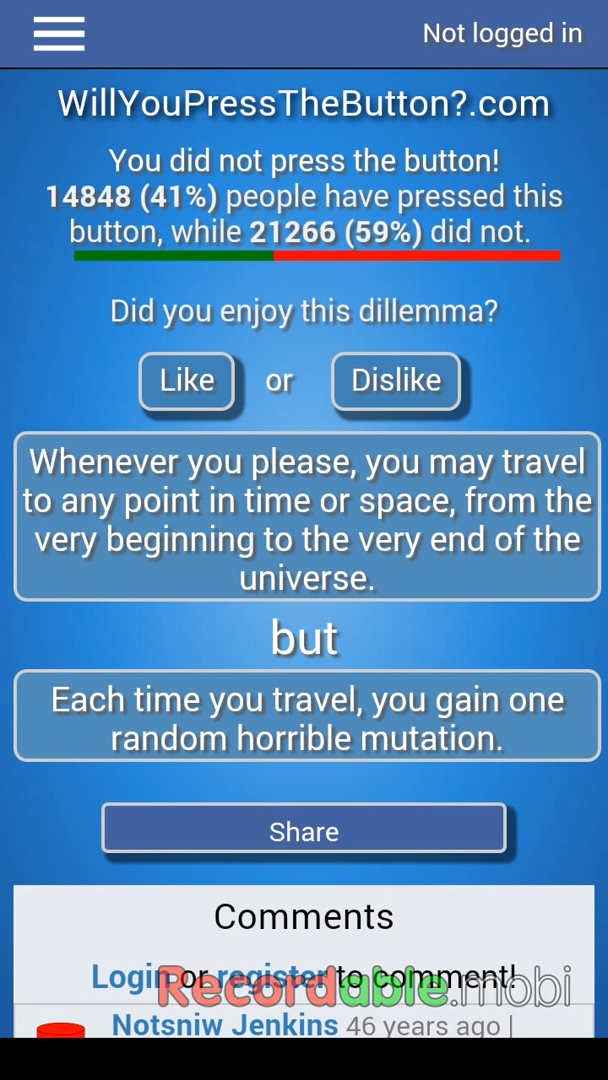 Not logged in
WillYouPressTheButton?.com
You did not press the button!
14848 (41%) people have pressed this
button, while 21266 (59%) did not.
Did you enjoy this dillemma?
Like or Dislike
Whenever you please, you may travel
to any point in time or space, from the
very beginning to the very end of the
universe.
but
Each time you travel, you gain one
random horrible mutation.
Share
Comments
Login or register to comment!
Recordable.mobi
Notsniw Jenkins 46 years ago |